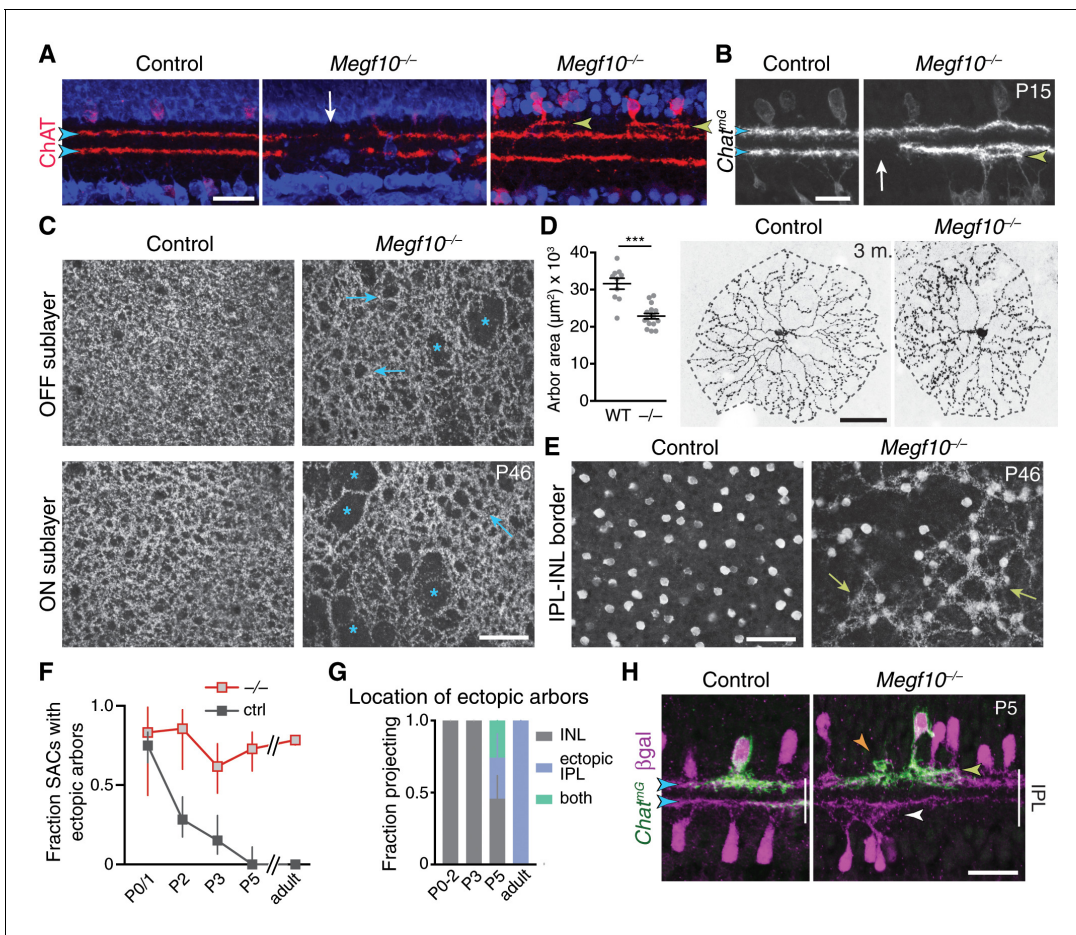 A
Control
Megf10–/–
Megf10–/–
ChAT
B
Control
Megf10–/–
P15
ChatmG
C
Control
Megf10–/–
OFF sublayer
ON sublayer
P46
D
Arbor area (µm²) x 10³
40
30
20
10
0
***
WT –/–
Control
Megf10–/–
3 m.
E
Control
Megf10–/–
P46
IPL-INL border
F
–/–
ctrl
Fraction SACs with
ectopic arbors
1.0
0.5
0
P0/1
P2
P3
P5
adult
G
Location of ectopic arbors
Fraction projecting
1.0
0.5
0
P0-2
P3
P5
adult
INL
ectopic
IPL
both
H
Control
Megf10–/–
P5
ChatmG βgal
IPL